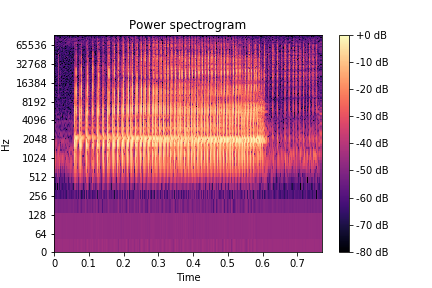 Power spectrogram
65536
32768
16384
8192
4096
2048
1024
512
256
128
64
0
Hz
0 0.1 0.2 0.3 0.4 0.5 0.6 0.7
Time
+0 dB
-10 dB
-20 dB
-30 dB
-40 dB
-50 dB
-60 dB
-70 dB
-80 dB